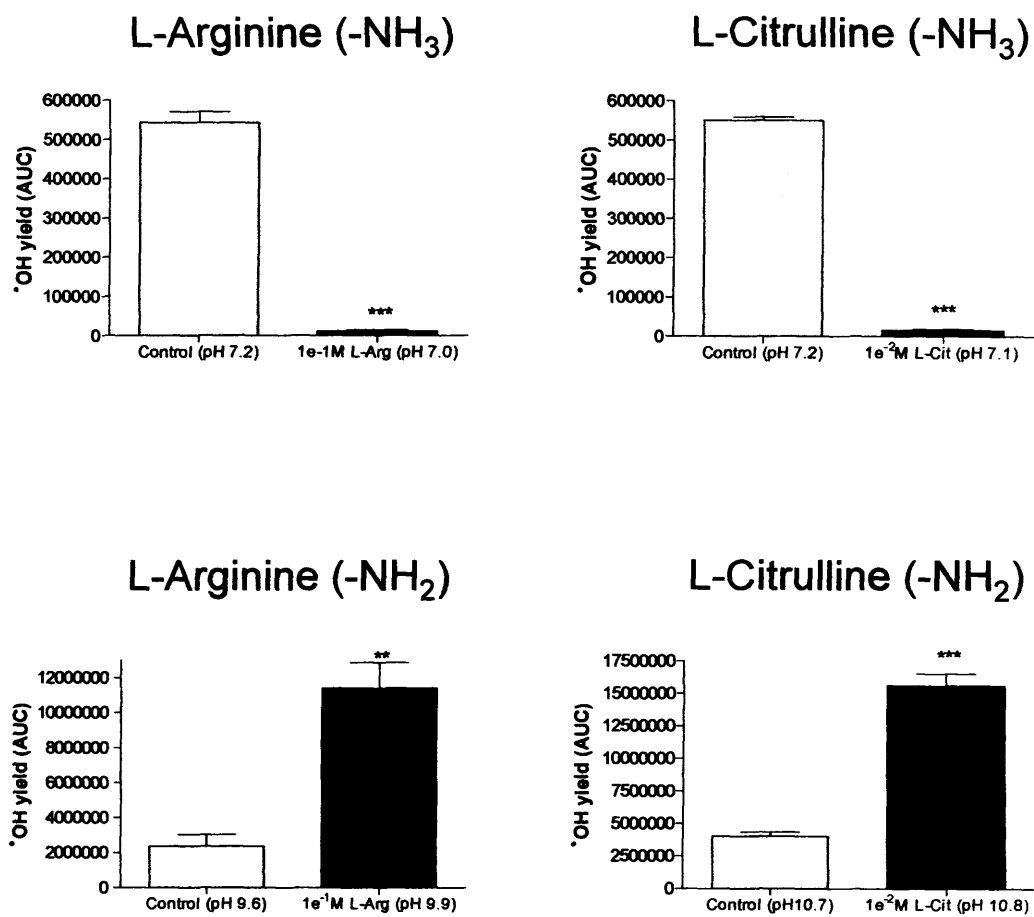 L-Arginine (-NH₃)
°OH yield (AUC)
600000
500000
400000
300000
200000
100000
0
***
Control (pH 7.2)
1e-1M L-Arg (pH 7.0)
L-Citrulline (-NH₃)
°OH yield (AUC)
600000
500000
400000
300000
200000
100000
0
***
Control (pH 7.2)
1e⁻²M L-Cit (pH 7.1)
L-Arginine (-NH₂)
°OH yield (AUC)
12000000
10000000
8000000
6000000
4000000
2000000
0
**
Control (pH 9.6)
1e⁻¹M L-Arg (pH 9.9)
L-Citrulline (-NH₂)
°OH yield (AUC)
17500000
15000000
12500000
10000000
7500000
5000000
2500000
0
***
Control (pH10.7)
1e⁻²M L-Cit (pH 10.8)